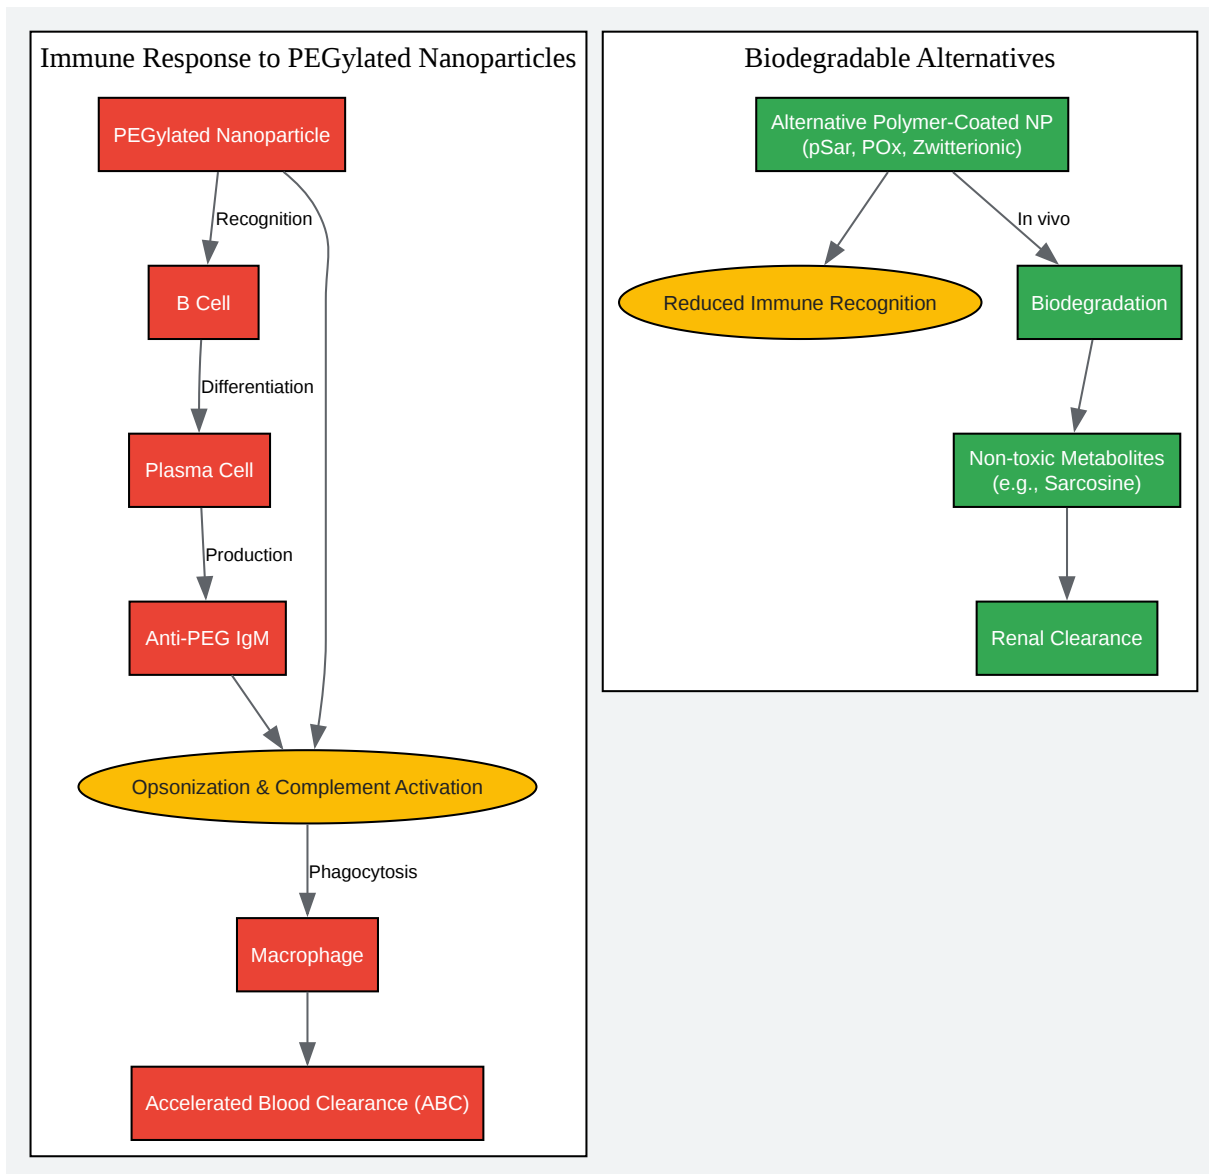 Immune Response to PEGylated Nanoparticles
PEGylated Nanoparticle
Recognition
B Cell
Differentiation
Plasma Cell
Production
Anti-PEG IgM
Opsonization & Complement Activation
Phagocytosis
Macrophage
Accelerated Blood Clearance (ABC)
Biodegradable Alternatives
Alternative Polymer-Coated NP
(pSar, POx, Zwitterionic)
In vivo
Reduced Immune Recognition
Biodegradation
Non-toxic Metabolites
(e.g., Sarcosine)
Renal Clearance